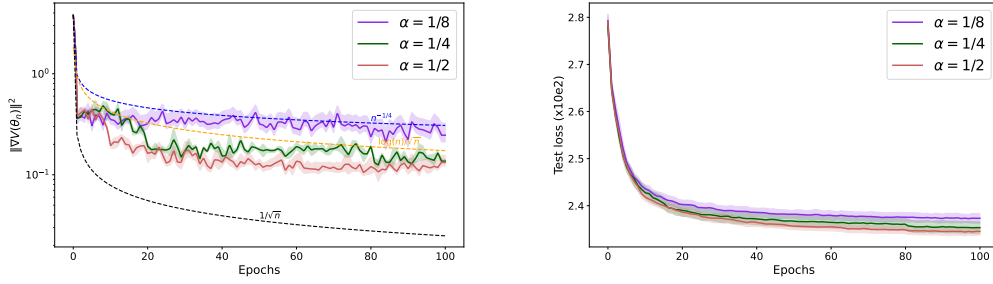 α = 1/8
α = 1/4
α = 1/2
10⁰
10⁻¹
‖∇V(θₙ)‖²
n⁻¹/⁴
log(n)/√n
1/√n
0 20 40 60 80 100
Epochs
α = 1/8
α = 1/4
α = 1/2
2.8
2.7
2.6
2.5
2.4
Test loss (x10e2)
0 20 40 60 80 100
Epochs